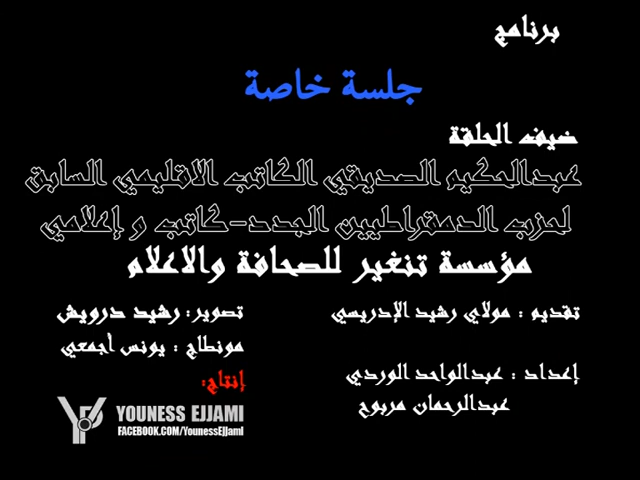 برنامج
جلسة خاصة
ضيف الحلقة
عبدالحكيم الصديقي الكاتب الاقليمي السابق
لحزب الدمقراطيين الجدد-كاتب و إعلامي
مؤسسة تنغير للصحافة والاعلام
تقديم : مولاي رشيد الإدريسي
تصوير: رشيد درويش
مونطاج : يونس أجمعي
إعداد : عبدالواحد الوردي
عبدالرحمان مربوح
إنتاج:
YOUNESS EJJAMI
FACEBOOK.COM/YounessEJJamI